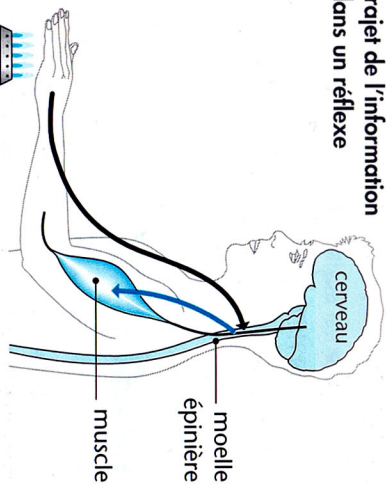 rajet de l'information
ans un réflexe
cerveau
moelle
épinière
muscle